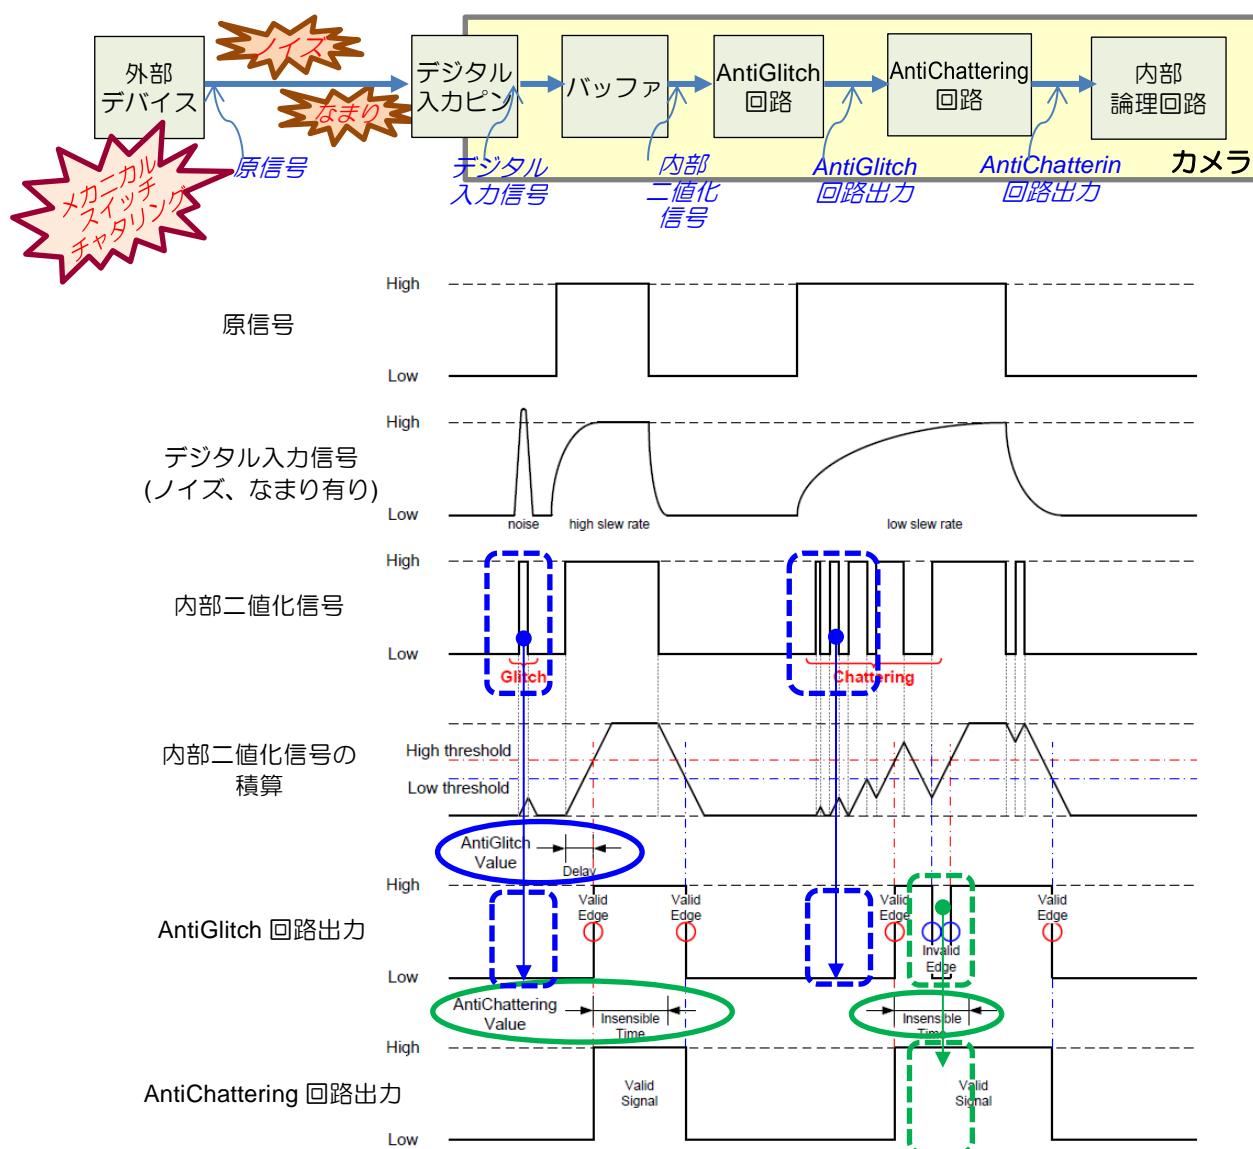 ノイズ
なまり
外部
デバイス
デジタル
入力ピン
バッファ
AntiGlitch
回路
AntiChattering
回路
内部
論理回路
カメラ
メカニカル
スイッチ
チャタリング
原信号
デジタル
入力信号
内部
二値化
信号
AntiGlitch
回路出力
AntiChatterin
回路出力
原信号
High
Low
デジタル入力信号
(ノイズ、なまり有り)
High
Low
noise
high slew rate
low slew rate
内部二値化信号
High
Low
Glitch
Chattering
内部二値化信号の
積算
High threshold
Low threshold
AntiGlitch
Value
Delay
AntiGlitch 回路出力
High
Low
Valid
Edge
Valid
Edge
Valid
Edge
Invalid
Edge
Valid
Edge
AntiChattering
Value
Insensible
Time
Insensible
Time
AntiChattering 回路出力
High
Low
Valid
Signal
Valid
Signal